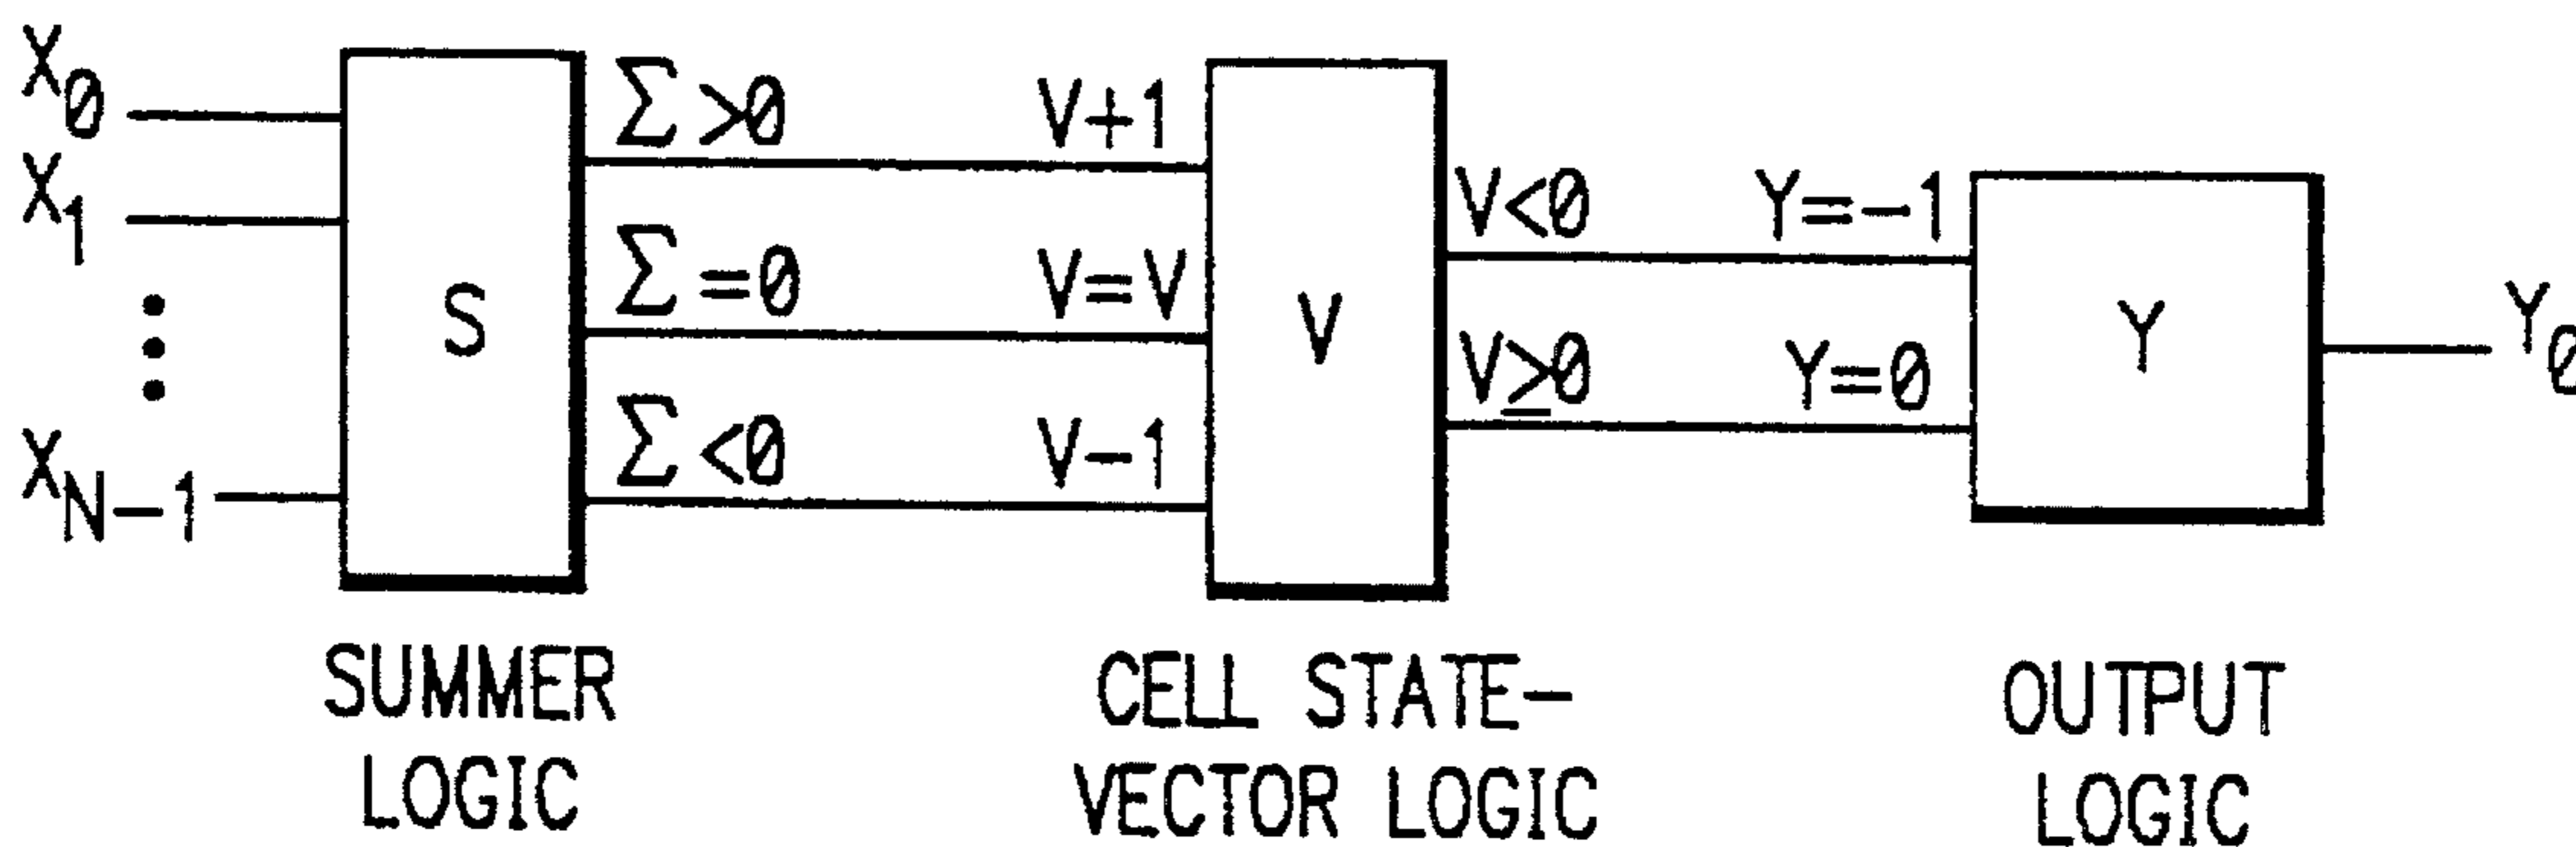 X0
X1
XN-1
S
Σ>0
Σ=0
Σ<0
V+1
V=V
V-1
V
V<0
V≥0
Y=-1
Y=0
Y
Y0
SUMMER
LOGIC
CELL STATE-
VECTOR LOGIC
OUTPUT
LOGIC